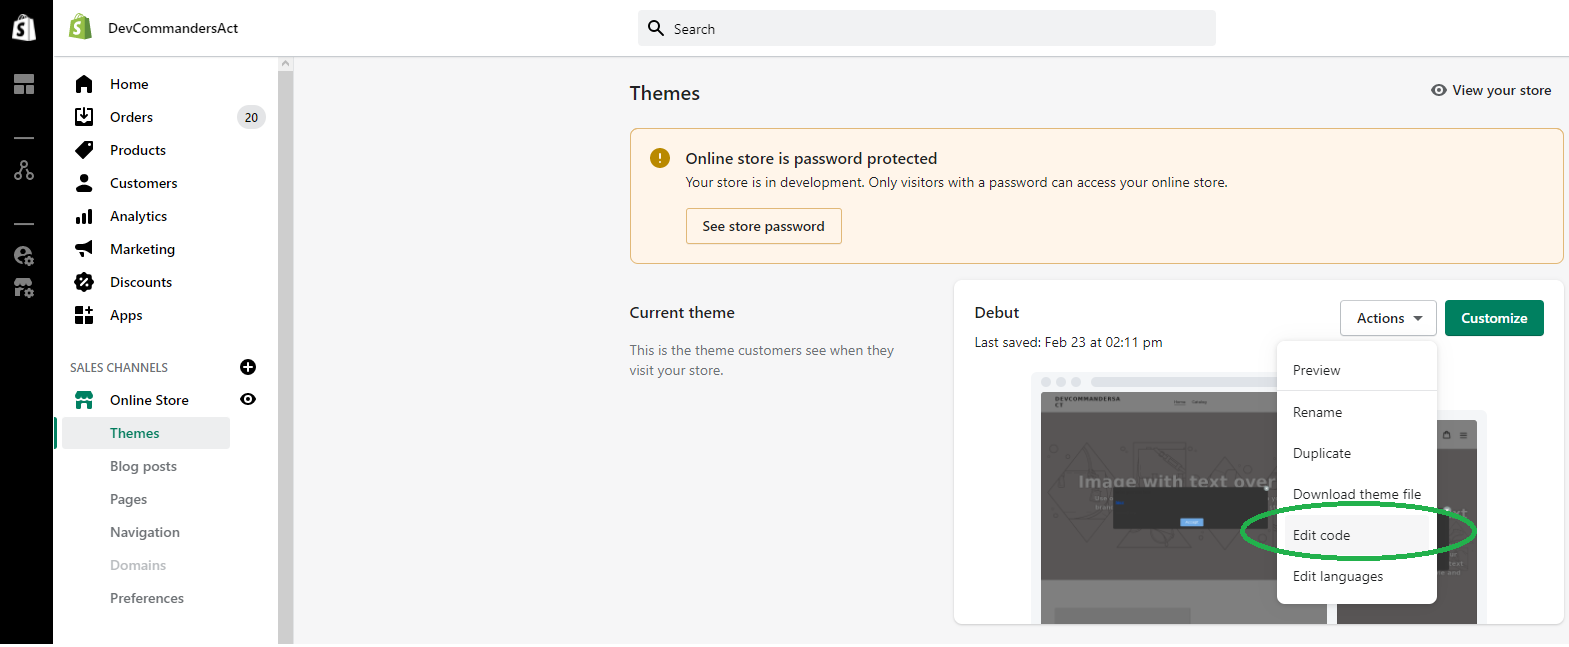 DevCommandersAct
Search
Home
Orders
20
Products
Customers
Analytics
Marketing
Discounts
Apps
SALES CHANNELS
Online Store
Themes
Blog posts
Pages
Navigation
Domains
Preferences
Themes
View your store
Online store is password protected
Your store is in development. Only visitors with a password can access your online store.
See store password
Current theme
This is the theme customers see when they
visit your store.
Debut
Last saved: Feb 23 at 02:11 pm
Actions
Customize
Preview
Rename
Duplicate
Download theme file
Edit code
Edit languages
DEVCOMMANDERSA
CT
Home
Catalog
Image with text over